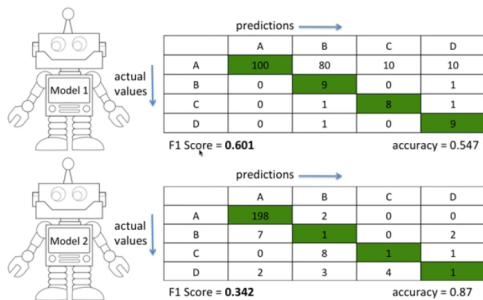 predictions
A B C D
actual
values
Model 1
A 100 80 10 10
B 0 9 0 1
C 0 1 8 1
D 0 1 0 9
F1 Score = 0.601 accuracy = 0.547
predictions
A B C D
actual
values
Model 2
A 198 2 0 0
B 7 1 0 2
C 0 8 1 1
D 2 3 4 1
F1 Score = 0.342 accuracy = 0.87